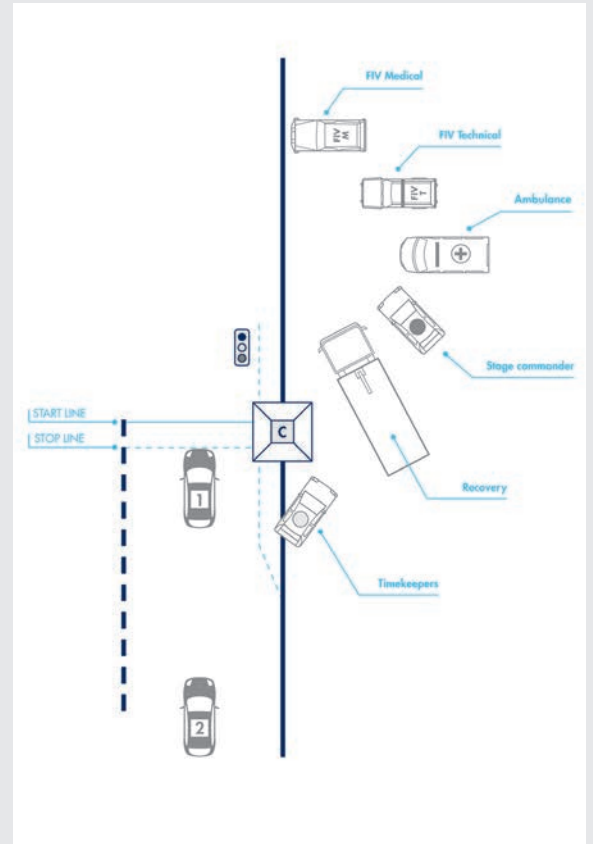 FIV Medical
FIV
M
FIV Technical
FIV
T
Ambulance
Stage commander
START LINE
STOP LINE
C
1
Recovery
Timekeepers
2